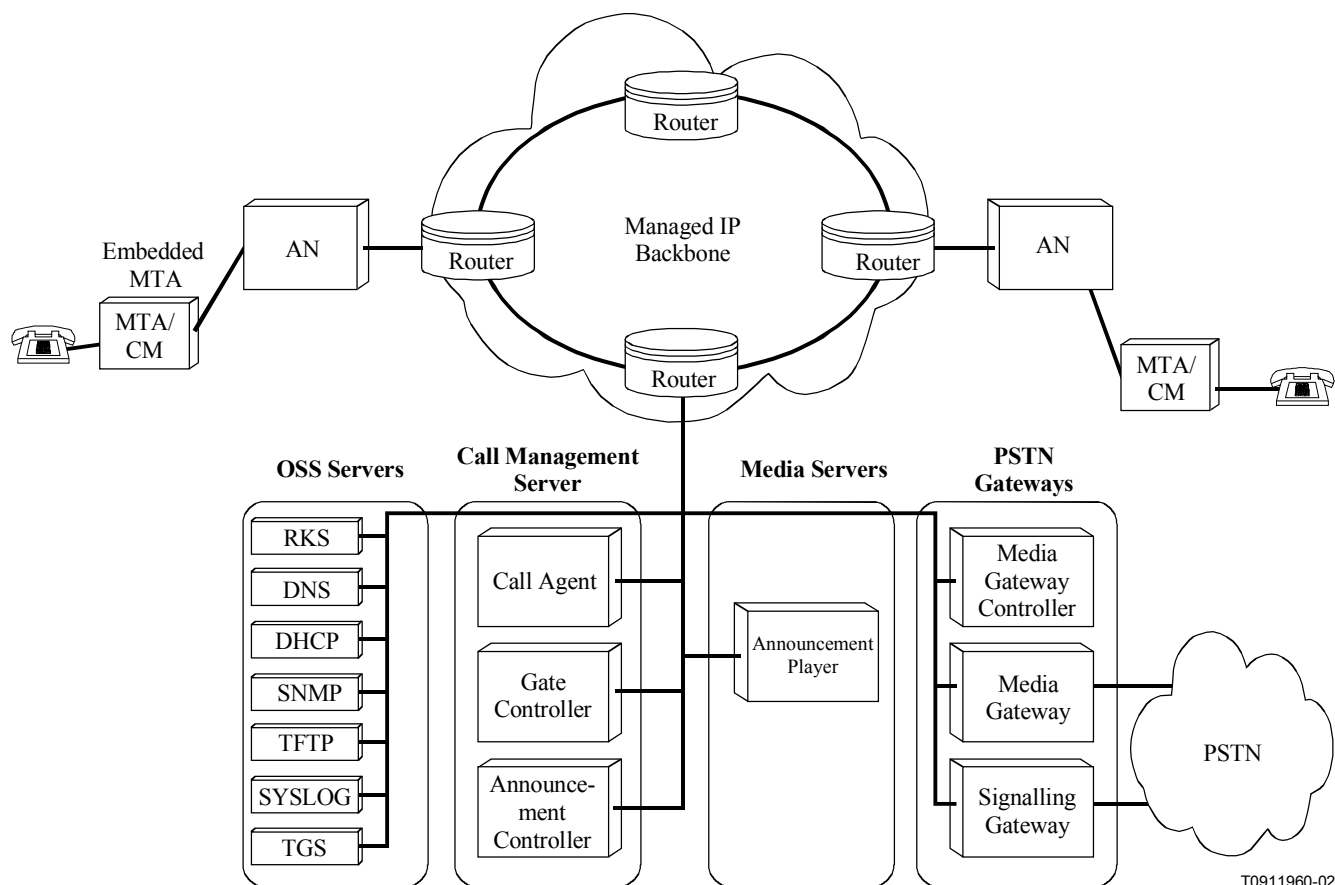 Router
Managed IP
Backbone
Router
Router
Router
AN
AN
Embedded
MTA
MTA/
CM
MTA/
CM
OSS Servers
Call Management
Server
Media Servers
PSTN
Gateways
RKS
DNS
DHCP
SNMP
TFTP
SYSLOG
TGS
Call Agent
Gate
Controller
Announce-
ment
Controller
Announcement
Player
Media
Gateway
Controller
Media
Gateway
Signalling
Gateway
PSTN
T0911960-02